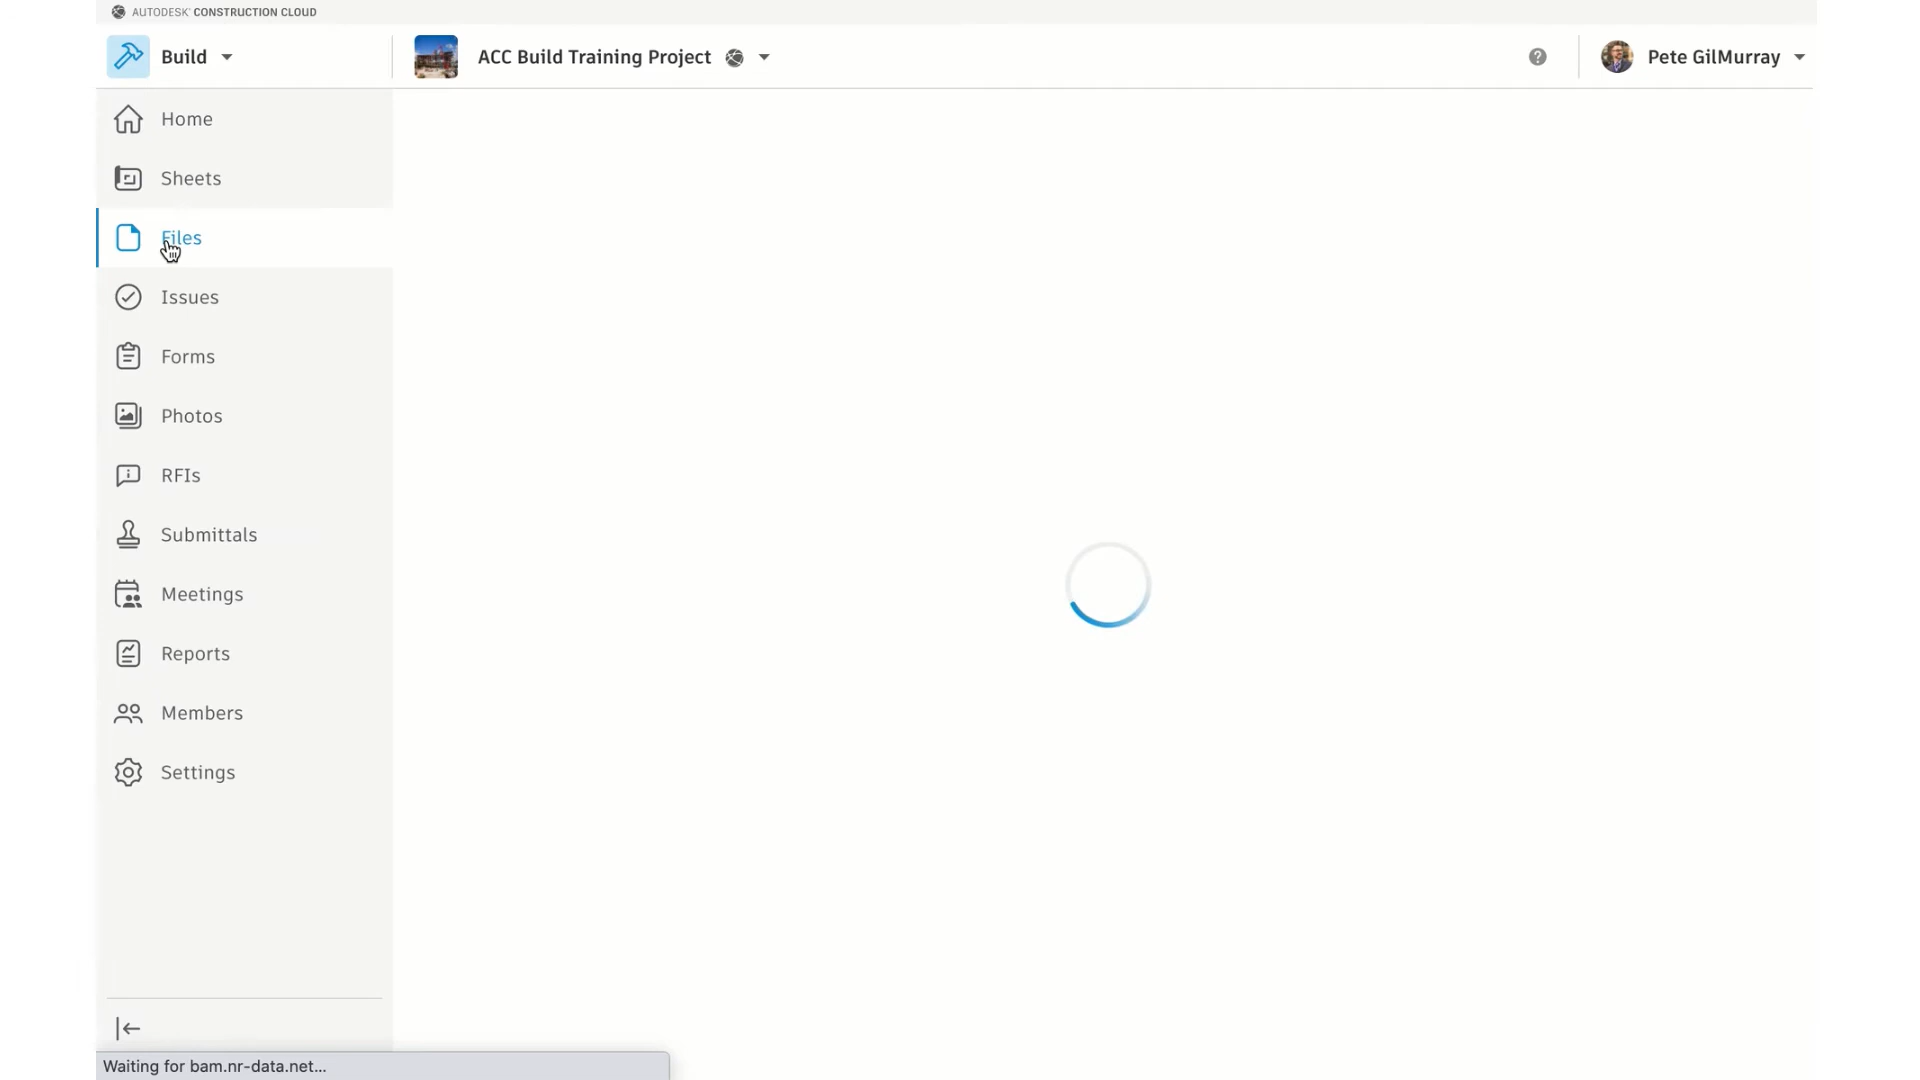 AUTODESK® CONSTRUCTION CLOUD
Build
ACC Build Training Project
?
Pete GilMurray
Home
Sheets
Files
Issues
Forms
Photos
RFIs
Submittals
Meetings
Reports
Members
Settings
Waiting for bam.nr-data.net...